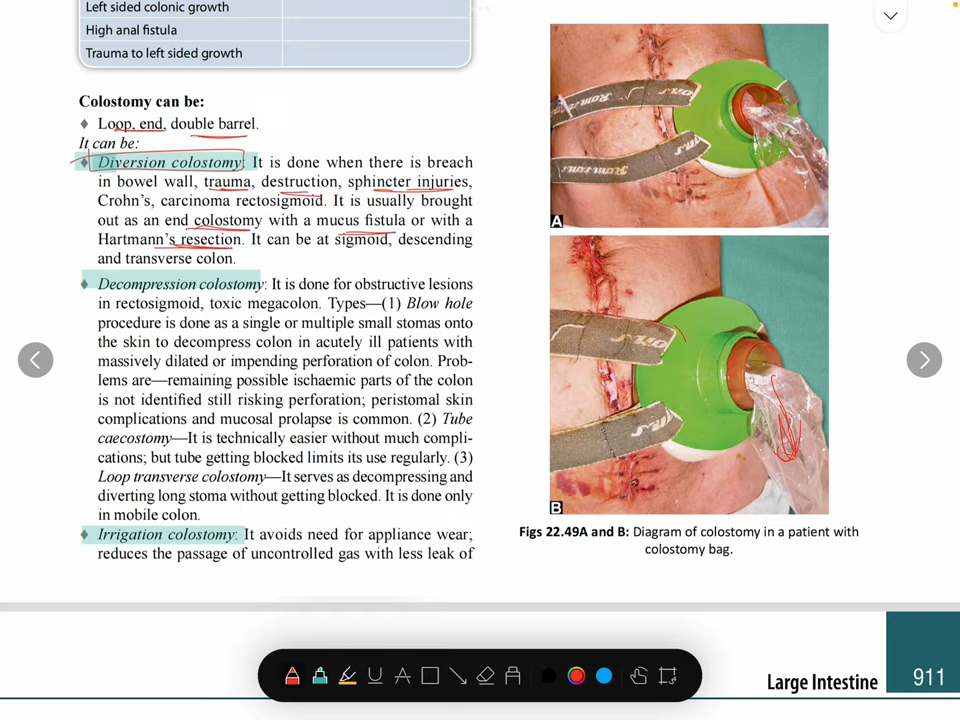 Left sided colonic growth
High anal fistula
Trauma to left sided growth
Colostomy can be:
♦ Loop, end, double barrel.
It can be:
♦ Diversion colostomy: It is done when there is breach
in bowel wall, trauma, destruction, sphincter injuries,
Crohn's, carcinoma rectosigmoid. It is usually brought
out as an end colostomy with a mucus fistula or with a
Hartmann's resection. It can be at sigmoid, descending
and transverse colon.
♦ Decompression colostomy: It is done for obstructive lesions
in rectosigmoid, toxic megacolon. Types—(1) Blow hole
procedure is done as a single or multiple small stomas onto
the skin to decompress colon in acutely ill patients with
massively dilated or impending perforation of colon. Prob-
lems are—remaining possible ischaemic parts of the colon
is not identified still risking perforation; peristomal skin
complications and mucosal prolapse is common. (2) Tube
caecostomy—It is technically easier without much compli-
cations; but tube getting blocked limits its use regularly. (3)
Loop transverse colostomy—It serves as decompressing and
diverting long stoma without getting blocked. It is done only
in mobile colon.
♦ Irrigation colostomy: It avoids need for appliance wear;
reduces the passage of uncontrolled gas with less leak of
A
B
Figs 22.49A and B: Diagram of colostomy in a patient with
colostomy bag.
Large Intestine
911